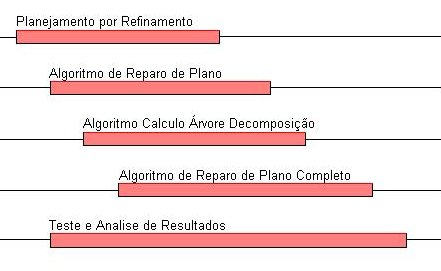 Planejamento por Refinamento
Algoritmo de Reparo de Plano
Algoritmo Calculo Árvore Decomposição
Algoritmo de Reparo de Plano Completo
Teste e Analise de Resultados